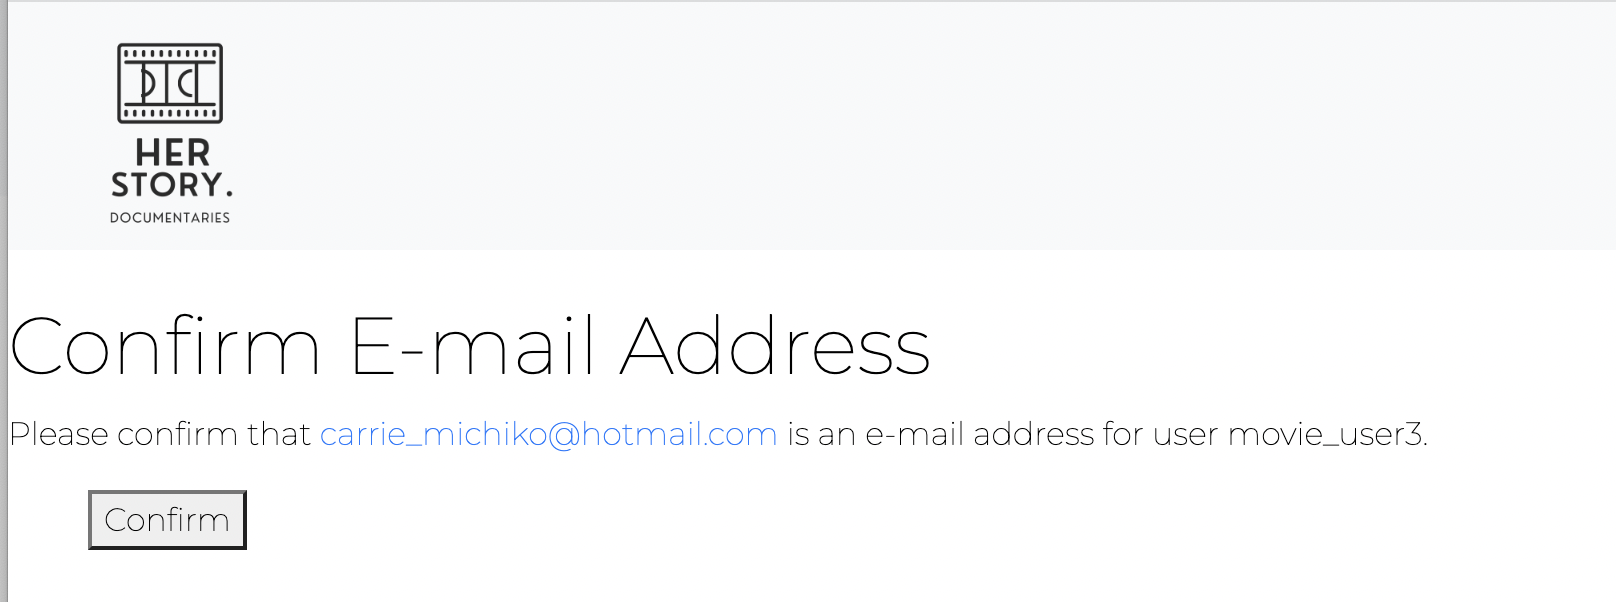 HER
STORY.
DOCUMENTARIES
Confirm E-mail Address
Please confirm that carrie_michiko@hotmail.com is an e-mail address for user movie_user3.
Confirm